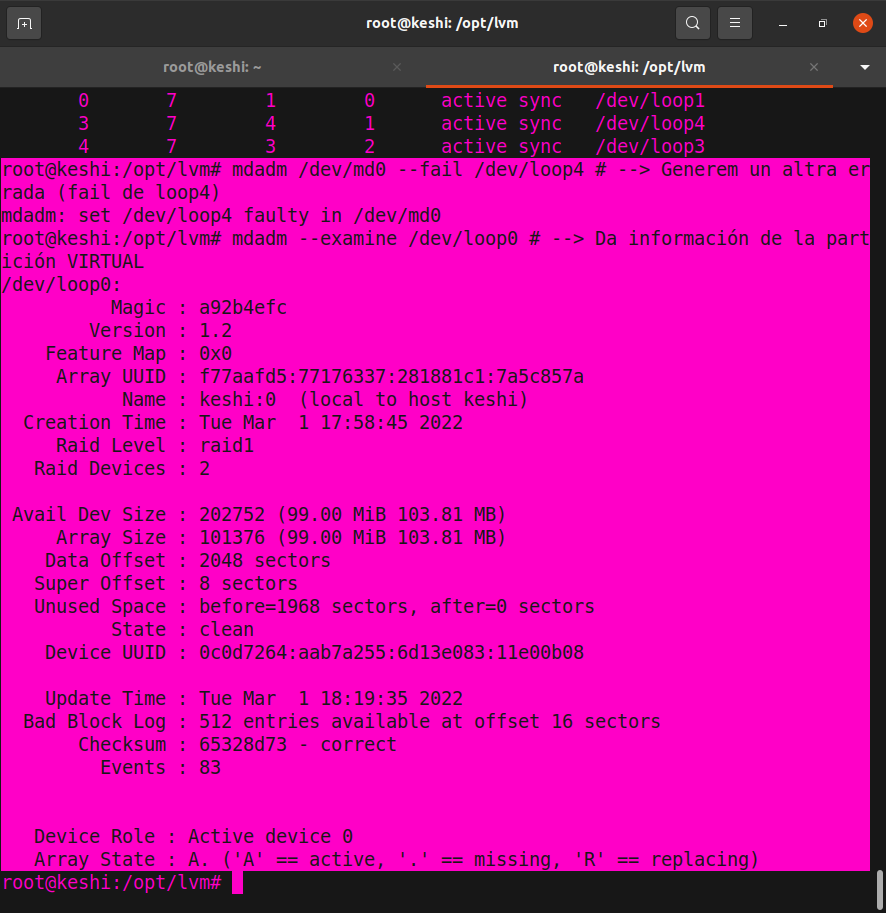 root@keshi: /opt/lvm
root@keshi: ~
root@keshi: /opt/lvm
0 7 1 0 active sync /dev/loop1
3 7 4 1 active sync /dev/loop4
4 7 3 2 active sync /dev/loop3
root@keshi:/opt/lvm# mdadm /dev/md0 --fail /dev/loop4 # --> Generem un altra er
rada (fail de loop4)
mdadm: set /dev/loop4 faulty in /dev/md0
root@keshi:/opt/lvm# mdadm --examine /dev/loop0 # --> Da información de la part
ición VIRTUAL
/dev/loop0:
Magic : a92b4efc
Version : 1.2
Feature Map : 0x0
Array UUID : f77aafd5:77176337:281881c1:7a5c857a
Name : keshi:0  (local to host keshi)
Creation Time : Tue Mar  1 17:58:45 2022
Raid Level : raid1
Raid Devices : 2
Avail Dev Size : 202752 (99.00 MiB 103.81 MB)
Array Size : 101376 (99.00 MiB 103.81 MB)
Data Offset : 2048 sectors
Super Offset : 8 sectors
Unused Space : before=1968 sectors, after=0 sectors
State : clean
Device UUID : 0c0d7264:aab7a255:6d13e083:11e00b08
Update Time : Tue Mar  1 18:19:35 2022
Bad Block Log : 512 entries available at offset 16 sectors
Checksum : 65328d73 - correct
Events : 83
Device Role : Active device 0
Array State : A. ('A' == active, '.' == missing, 'R' == replacing)
root@keshi:/opt/lvm#